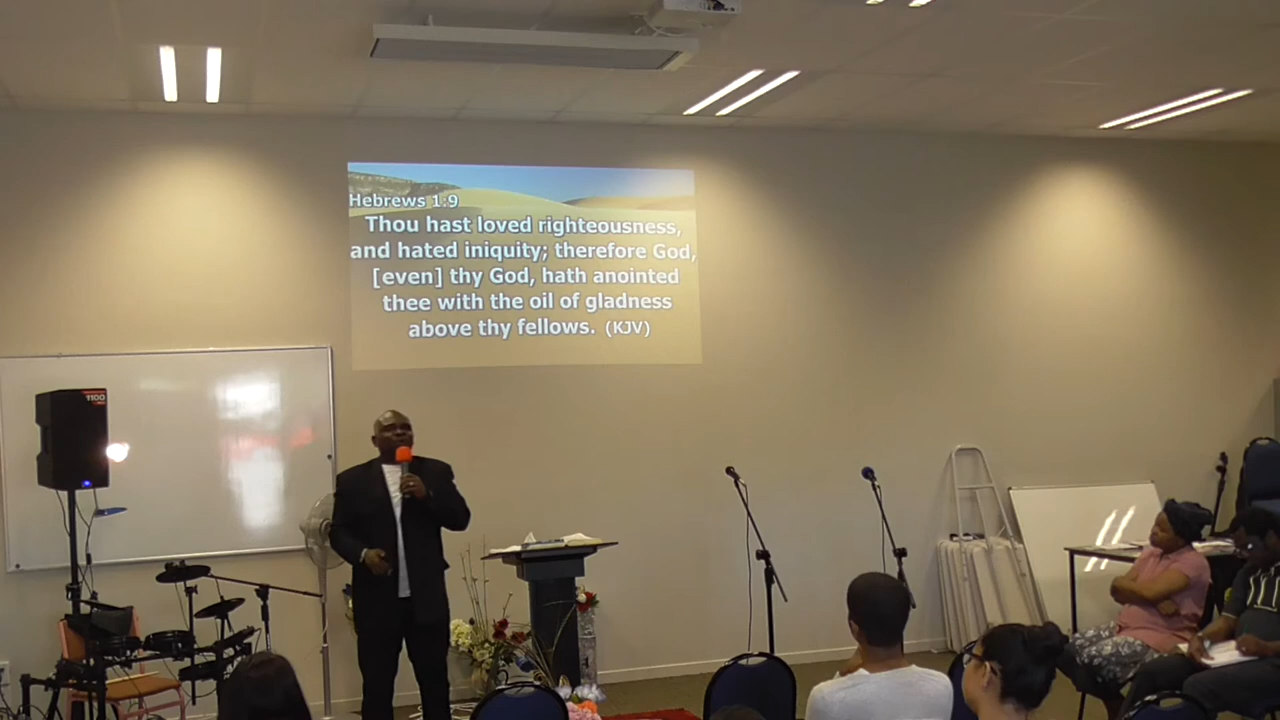 Hebrews 1:9
Thou hast loved righteousness,
and hated iniquity; therefore God,
[even] thy God, hath anointed
thee with the oil of gladness
above thy fellows. (KJV)
1100